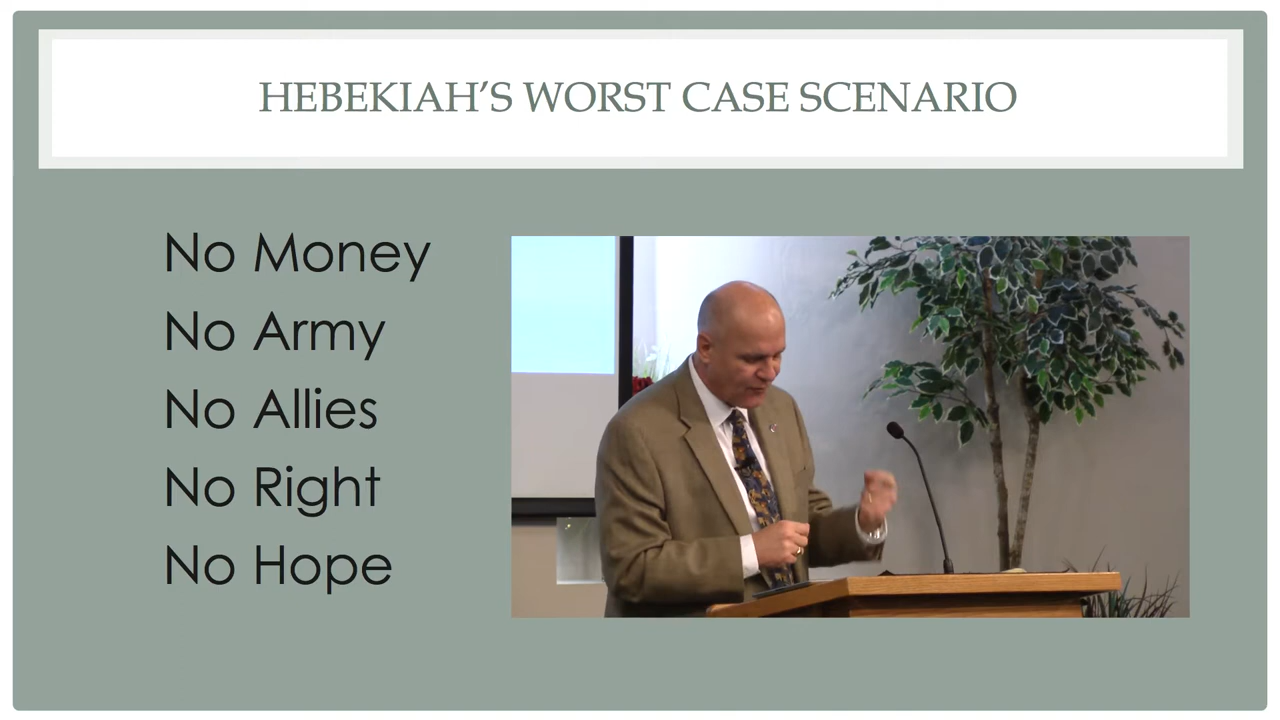 HEBEKIAH'S WORST CASE SCENARIO
No Money
No Army
No Allies
No Right
No Hope